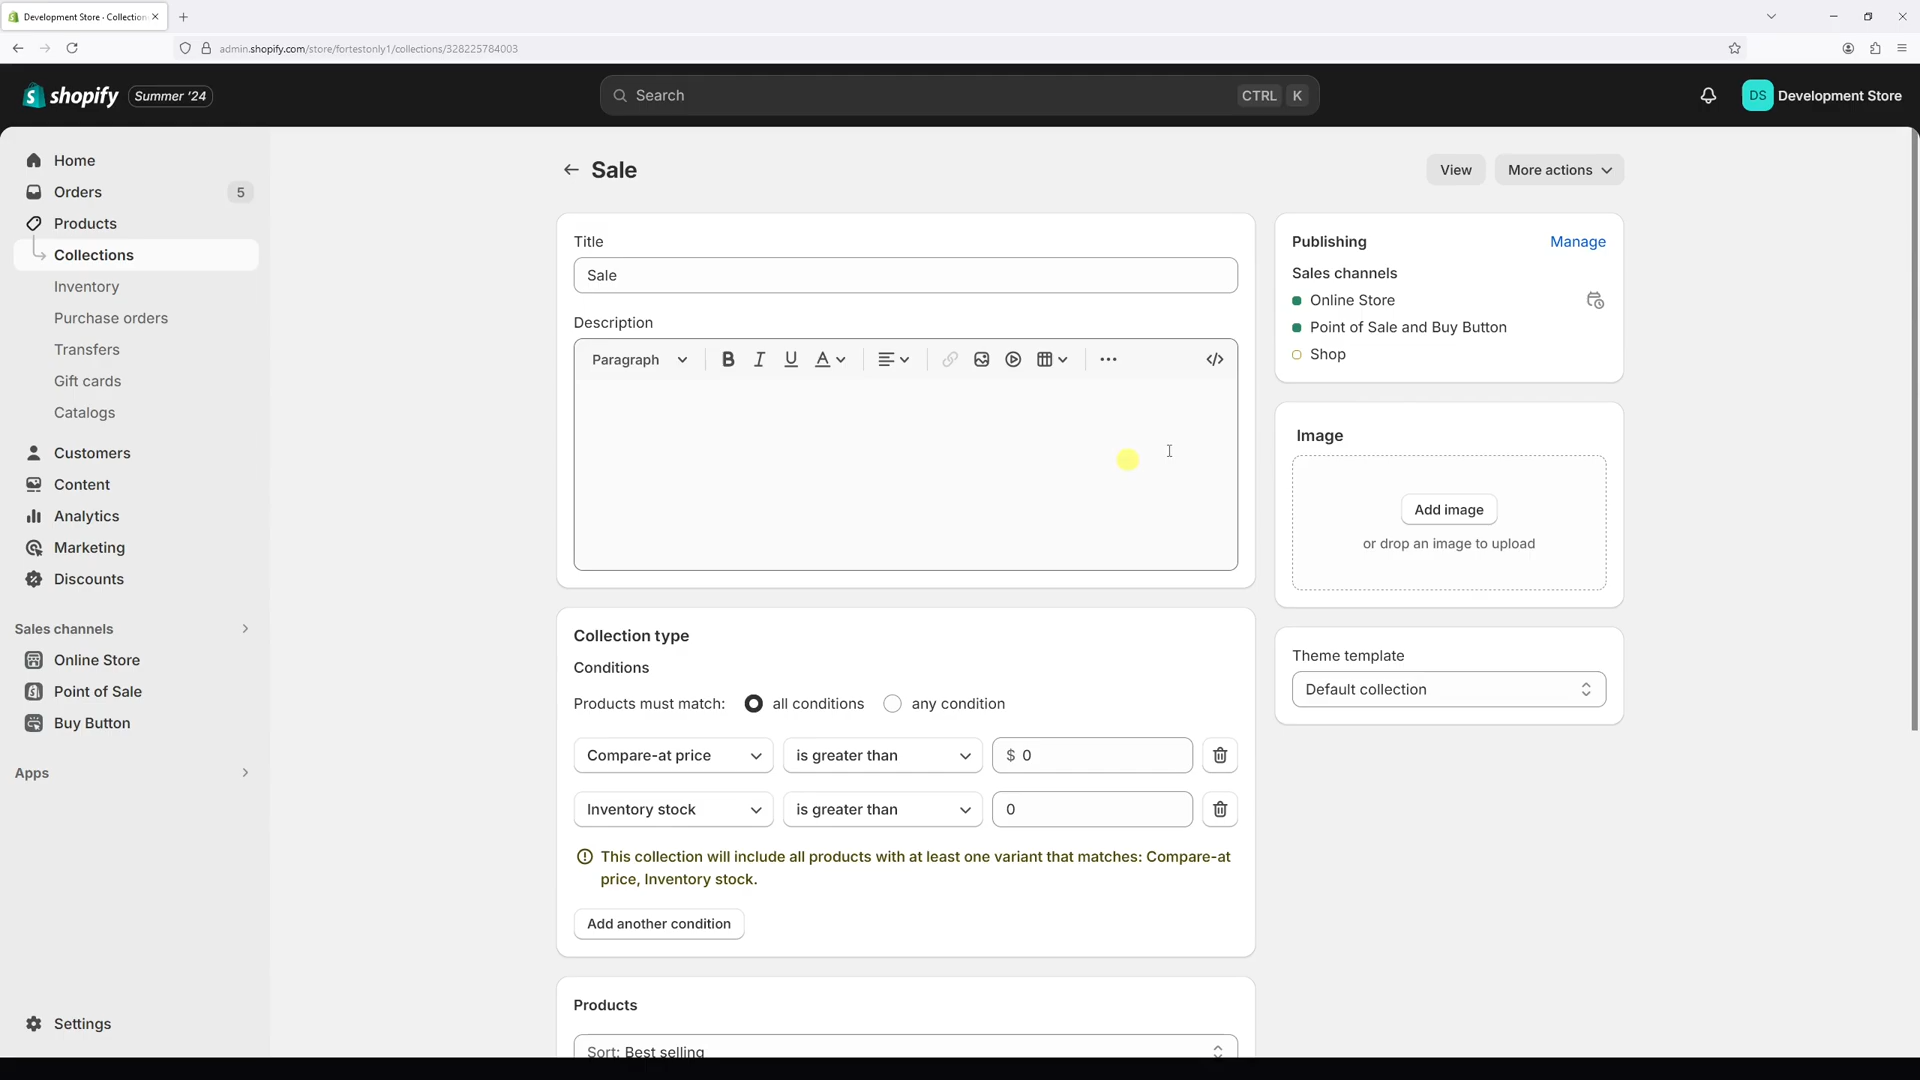 Development Store · Collection
admin.shopify.com/store/fortestonly1/collections/328225784003
shopify Summer '24
Search CTRL K
DS Development Store
Home
Orders 5
Products
Collections
Inventory
Purchase orders
Transfers
Gift cards
Catalogs
Customers
Content
Analytics
Marketing
Discounts
Sales channels
Online Store
Point of Sale
Buy Button
Apps
Settings
Sale
View More actions
Title
Sale
Description
Paragraph B I U A
Collection type
Conditions
Products must match: all conditions any condition
Compare-at price is greater than $ 0
Inventory stock is greater than 0
This collection will include all products with at least one variant that matches: Compare-at
price, Inventory stock.
Add another condition
Products
Sort: Best selling
Publishing Manage
Sales channels
Online Store
Point of Sale and Buy Button
Shop
Image
Add image
or drop an image to upload
Theme template
Default collection